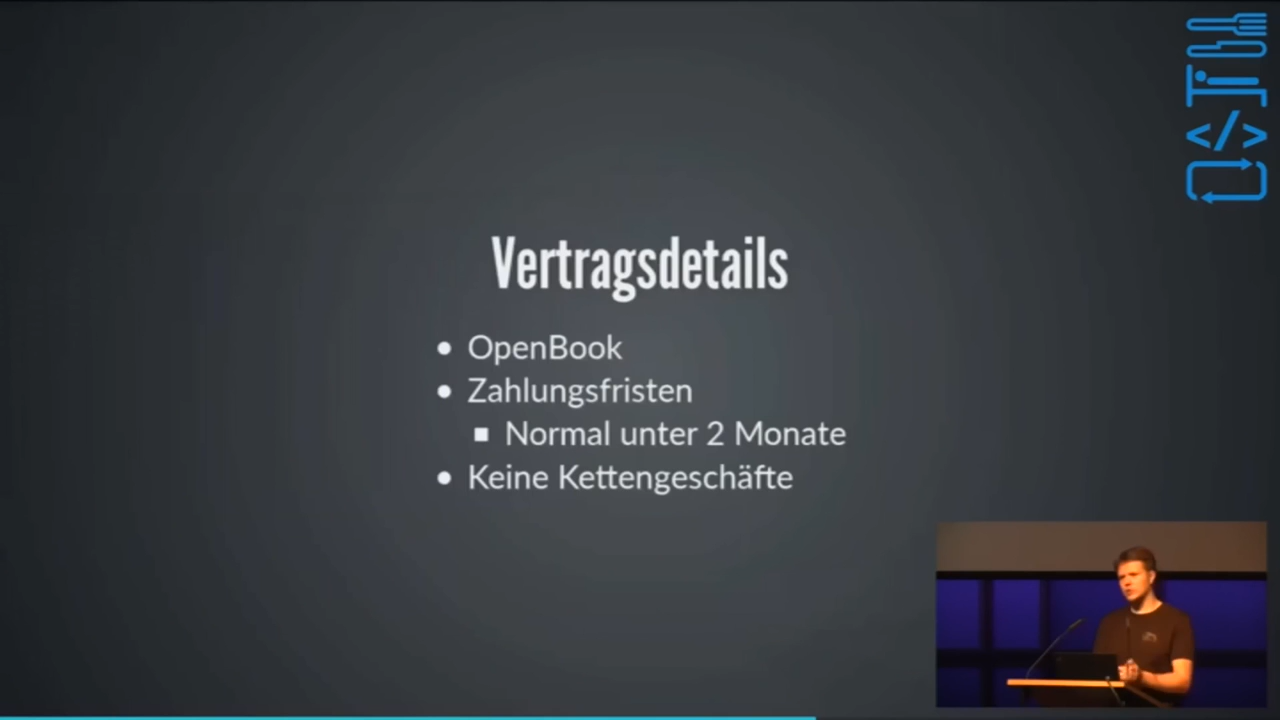 Vertragsdetails
OpenBook
Zahlungsfristen
Normal unter 2 Monate
Keine Kettengeschäfte